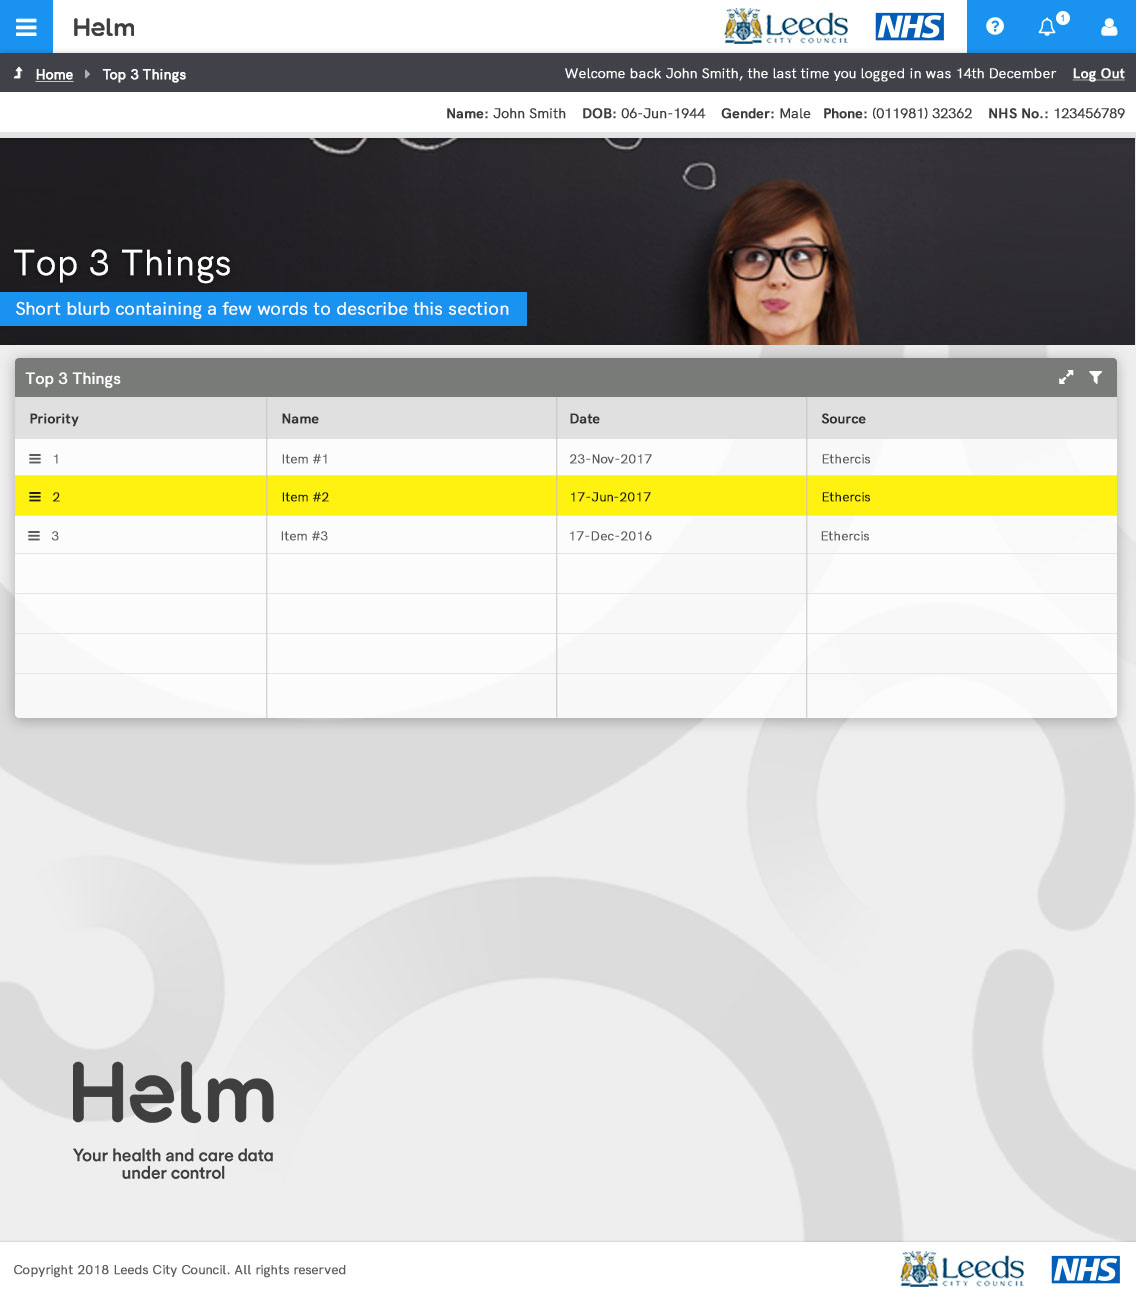 Helm
Leeds
CITY COUNCIL
NHS
1
Home
Top 3 Things
Welcome back John Smith, the last time you logged in was 14th December
Log Out
Name: John Smith DOB: 06-Jun-1944 Gender: Male Phone: (011981) 32362 NHS No.: 123456789
Top 3 Things
Short blurb containing a few words to describe this section
Top 3 Things
Priority Name Date Source
1 Item #1 23-Nov-2017 Ethercis
2 Item #2 17-Jun-2017 Ethercis
3 Item #3 17-Dec-2016 Ethercis
Helm
Your health and care data
under control
Copyright 2018 Leeds City Council. All rights reserved
Leeds
CITY COUNCIL
NHS